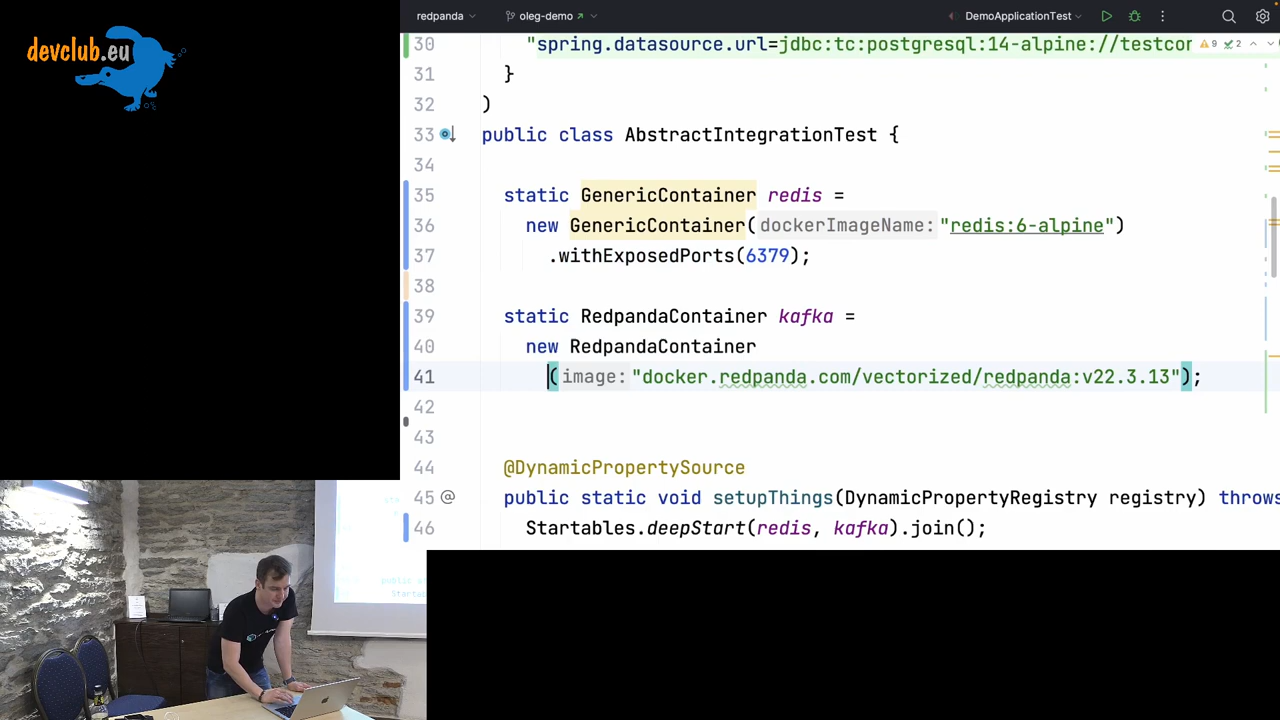 devclub.eu
redpanda
oleg-demo
DemoApplicationTest
30 "spring.datasource.url=jdbc:tc:postgresql:14-alpine://testcor
9 2
31 }
32 )
33 public class AbstractIntegrationTest {
34
35 static GenericContainer redis =
36 new GenericContainer( dockerImageName: "redis:6-alpine")
37 .withExposedPorts(6379);
38
39 static RedpandaContainer kafka =
40 new RedpandaContainer
41 (image: "docker.redpanda.com/vectorized/redpanda:v22.3.13");
42
43
44 @DynamicPropertySource
45 public static void setupThings(DynamicPropertyRegistry registry) throws
46 Startables.deepStart(redis, kafka).join();